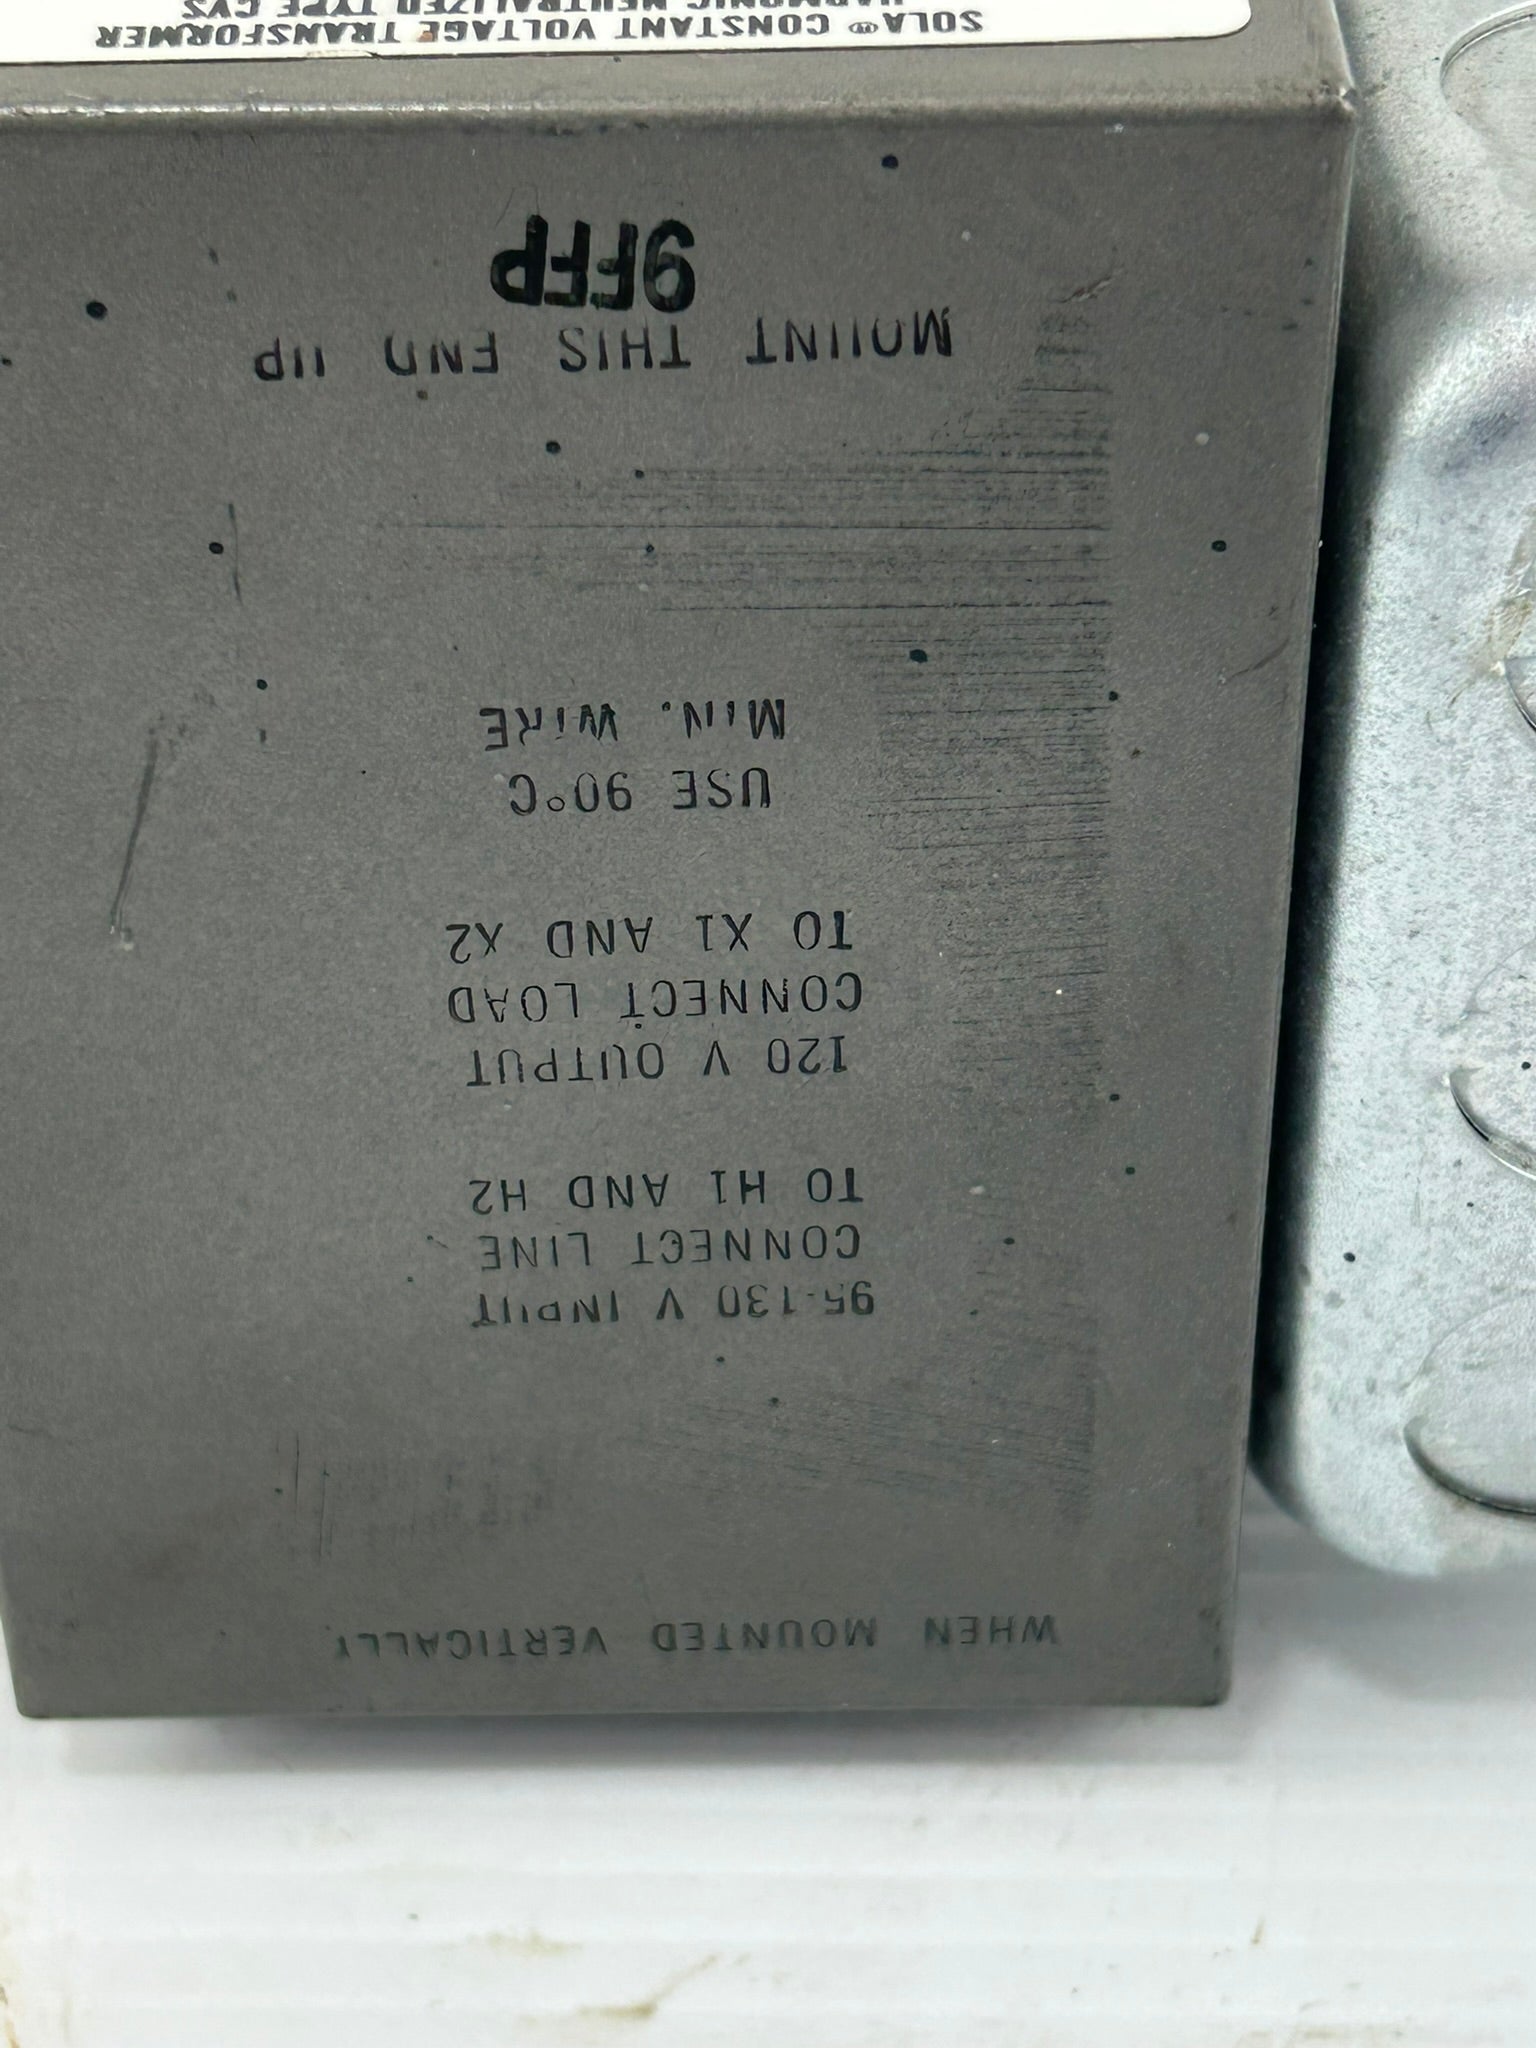 WHEN MOUNTED VERTICALLY
95-130 V INPUT
CONNECT LINE
TO H1 AND H2
120 V OUTPUT
CONNECT LOAD
TO X1 AND X2
USE 90°C
MIN. WIRE
MOUNT THIS END UP
9FFP
SOLA™ CONSTANT VOLTAGE TRANSFORMER
HARMONIC NEUTRALIZED TYPE CVS